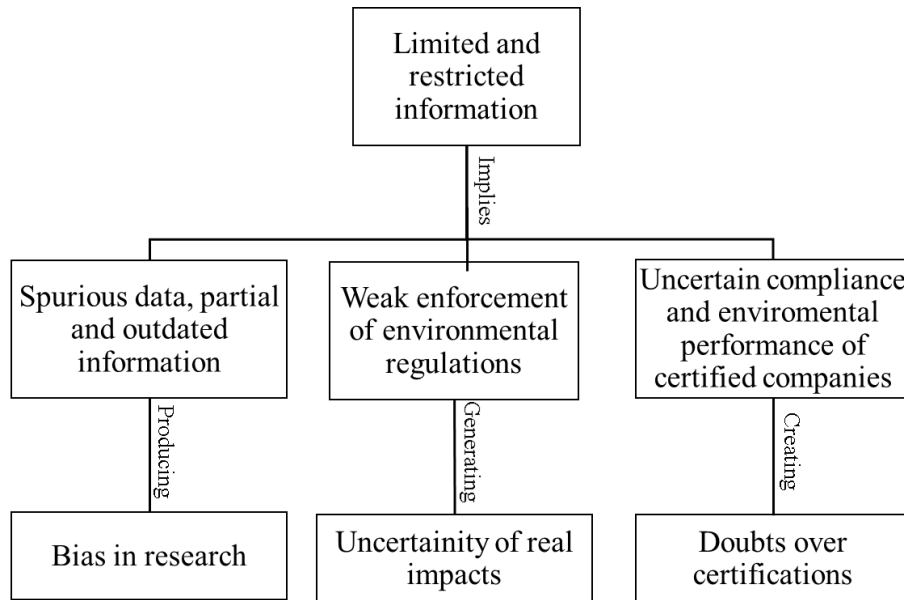 Limited and
restricted
information
Implies
Spurious data, partial
and outdated
information
Weak enforcement
of environmental
regulations
Uncertain compliance
and enviromental
performance of
certified companies
Producing
Generating
Creating
Bias in research
Uncertainity of real
impacts
Doubts over
certifications